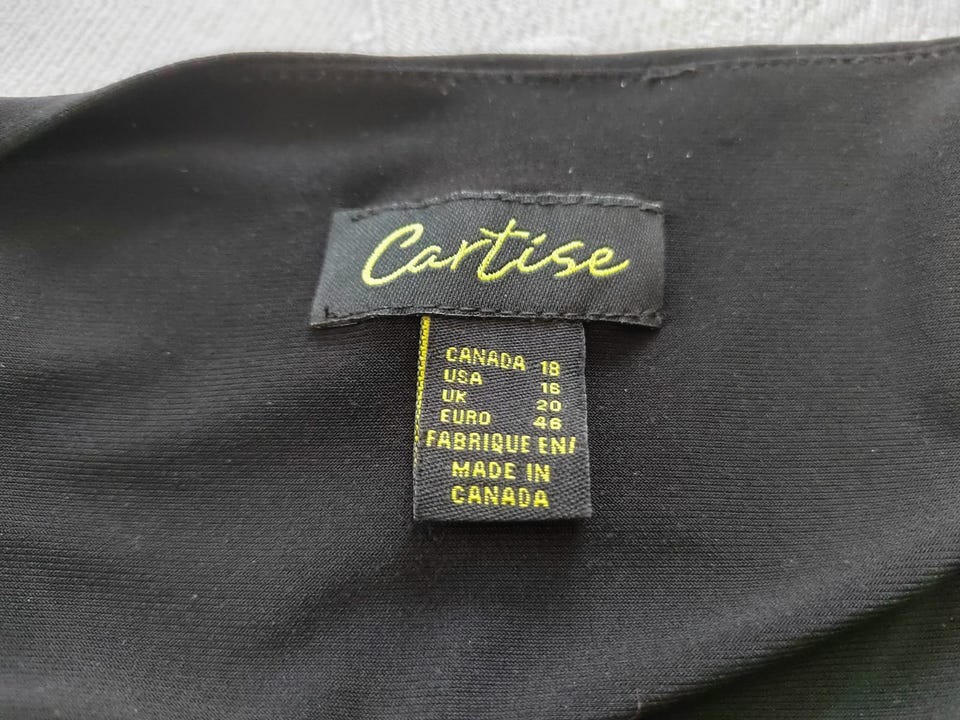 Cartise
CANADA 18
USA 16
UK 20
EURO 46
FABRIQUE EN/
MADE IN
CANADA